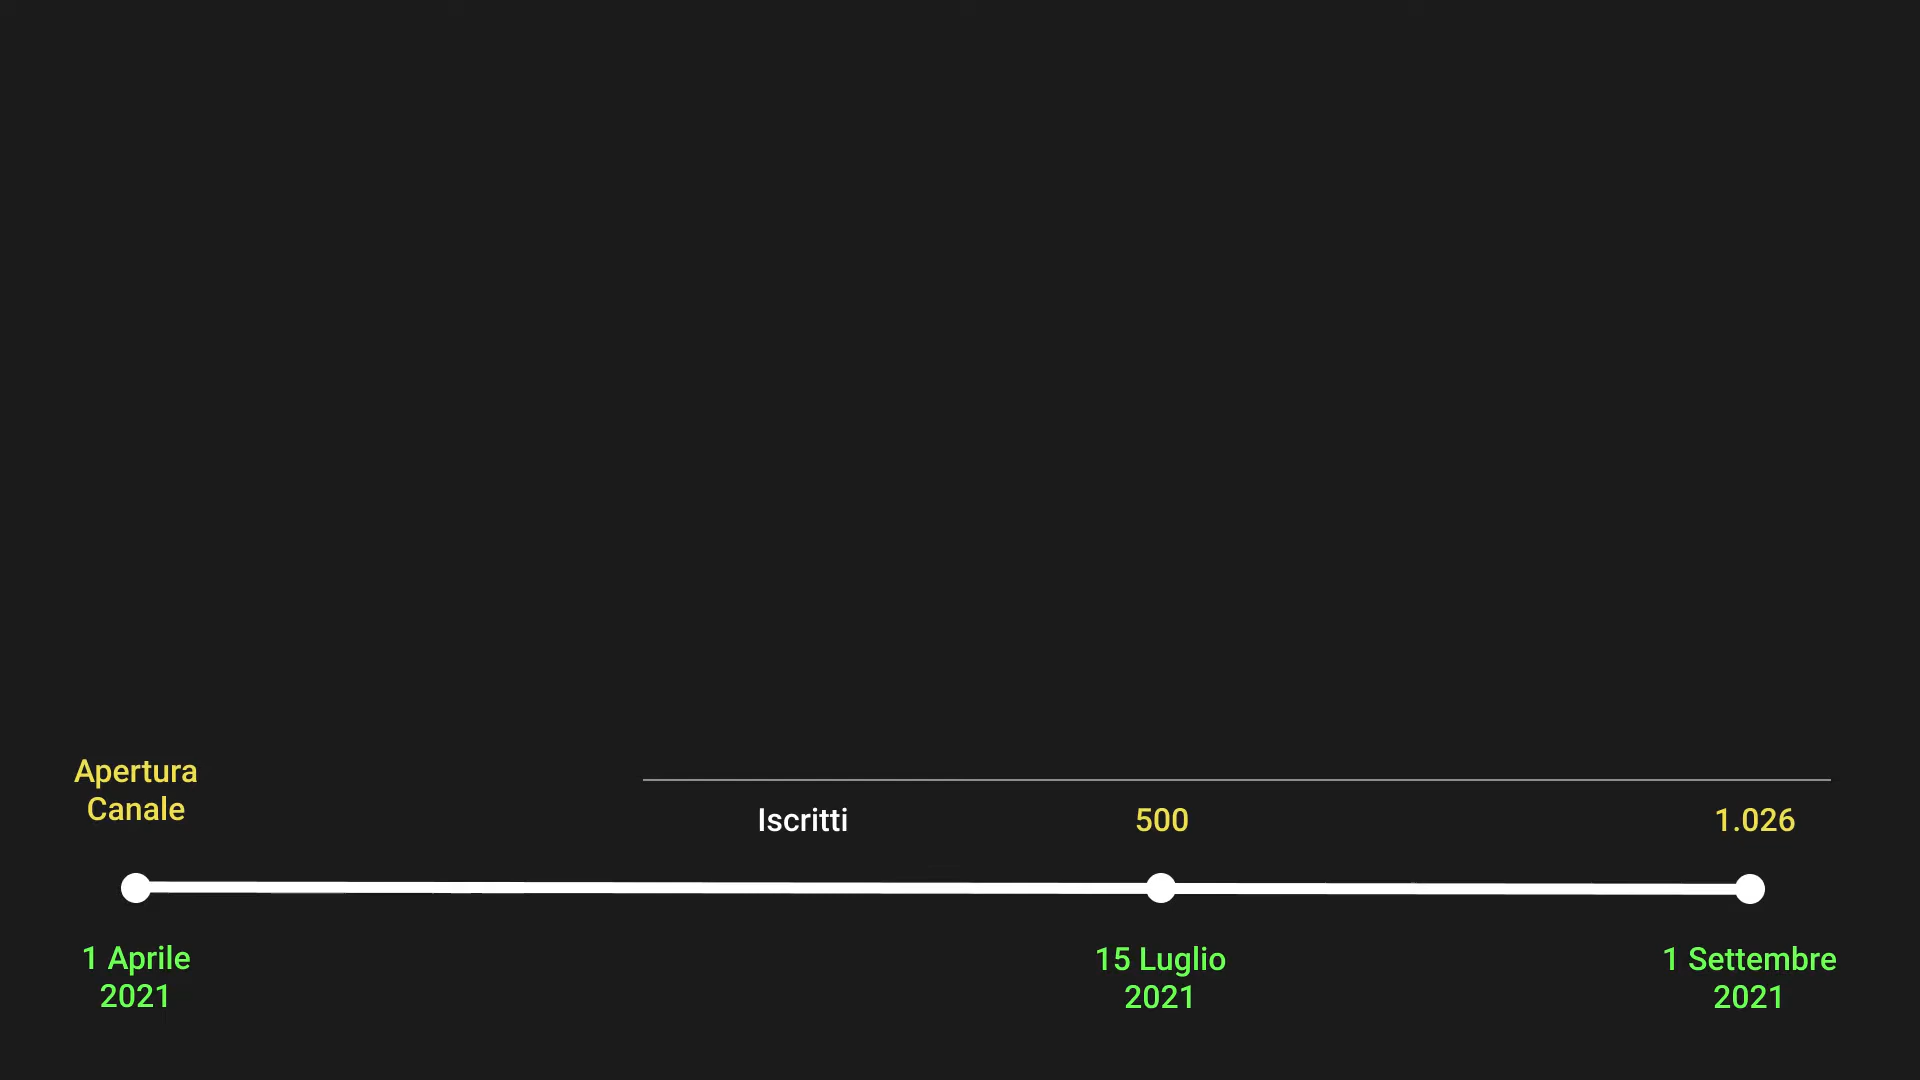 Apertura
Canale
Iscritti 500 1.026
1 Aprile
2021
15 Luglio
2021
1 Settembre
2021